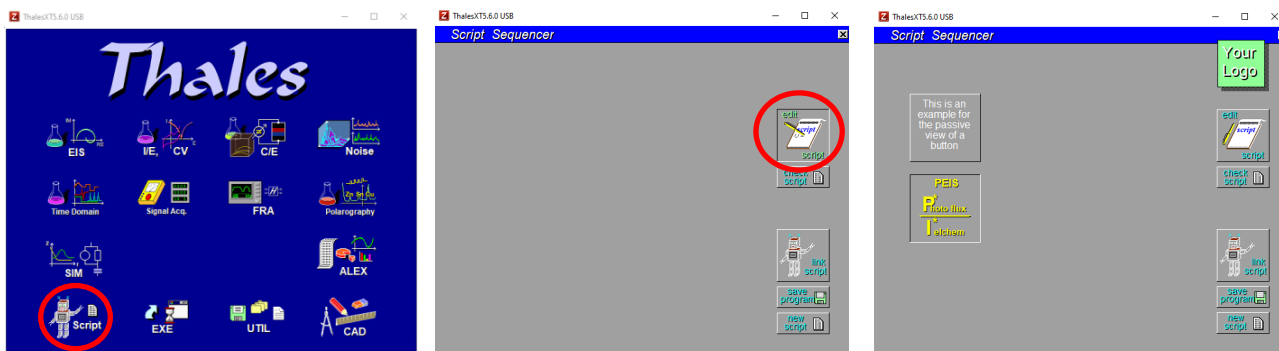 ThalesXT5.6.0 USB
Thales
EIS
I/E, CV
C/E
Noise
Time Domain
Signal Acq.
FRA
Polarography
SIM
ALEX
Script
EXE
UTIL
CAD
ThalesXT5.6.0 USB
Script Sequencer
edit
script
script
check
script
link
script
save
program
new
script
ThalesXT5.6.0 USB
Script Sequencer
Your
Logo
This is an
example for
the passive
view of a
button
PEIS
Photo flux
I elchem
edit
script
script
check
script
link
script
save
program
new
script